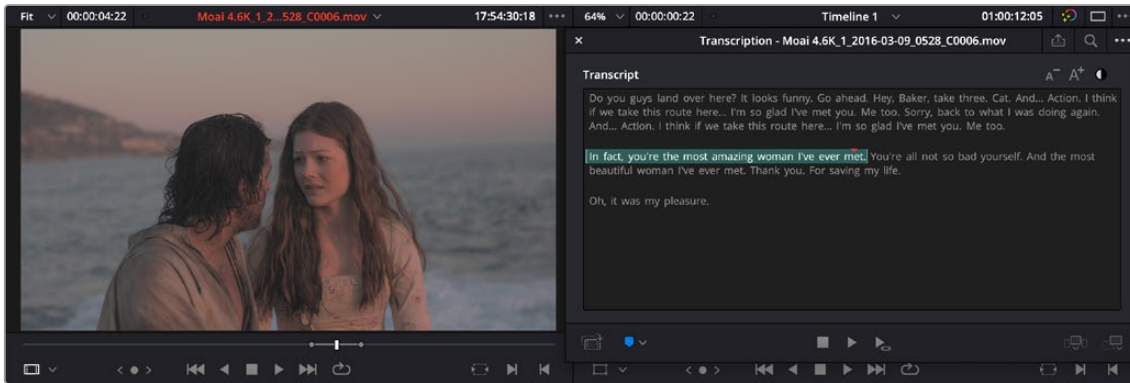 Fit 00:00:04:22 Moai 4.6K_1_2...528_C0006.mov 17:54:30:18 64% 00:00:00:22 Timeline 1 01:00:12:05
Transcription - Moai 4.6K_1_2016-03-09_0528_C0006.mov
Transcript A- A+
Do you guys land over here? It looks funny. Go ahead. Hey, Baker, take three. Cat. And... Action. I think
if we take this route here... I'm so glad I've met you. Me too. Sorry, back to what I was doing again.
And... Action. I think if we take this route here... I'm so glad I've met you. Me too.
In fact, you're the most amazing woman I've ever met. You're all not so bad yourself. And the most
beautiful woman I've ever met. Thank you. For saving my life.
Oh, it was my pleasure.